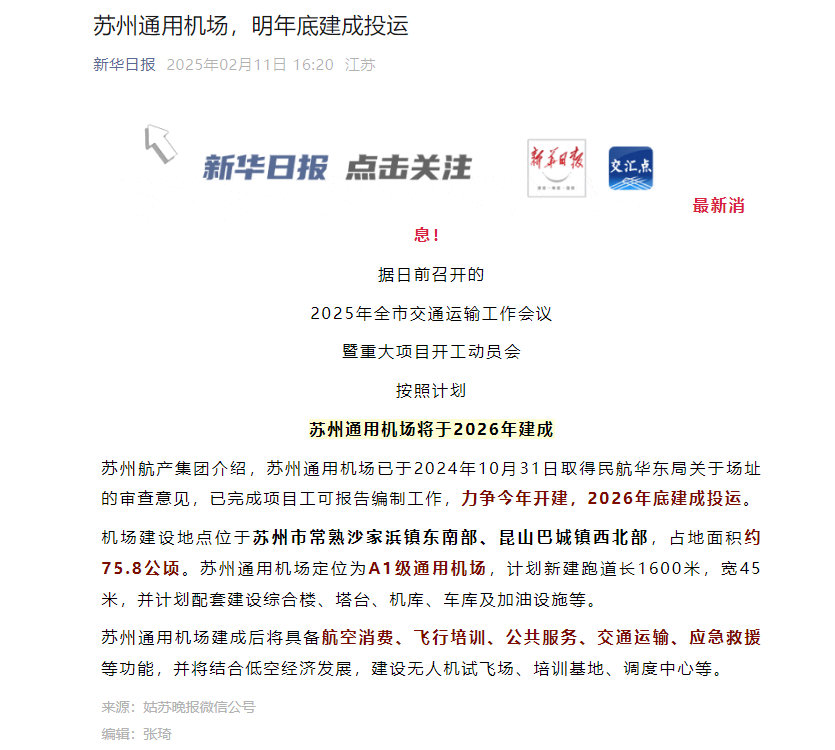 苏州通用机场，明年底建成投运
新华日报 2025年02月11日 16:20 江苏
新华日报 点击关注
新华日报
交汇点
最新消
息！
据日前召开的
2025年全市交通运输工作会议
暨重大项目开工动员会
按照计划
苏州通用机场将于2026年建成
苏州航产集团介绍，苏州通用机场已于2024年10月31日取得民航华东局关于场址
的审查意见，已完成项目工可报告编制工作，力争今年开建，2026年底建成投运。
机场建设地点位于苏州市常熟沙家浜镇东南部、昆山巴城镇西北部，占地面积约
75.8公顷。苏州通用机场定位为A1级通用机场，计划新建跑道长1600米，宽45
米，并计划配套建设综合楼、塔台、机库、车库及加油设施等。
苏州通用机场建成后将具备航空消费、飞行培训、公共服务、交通运输、应急救援
等功能，并将结合低空经济发展，建设无人机试飞场、培训基地、调度中心等。
来源：姑苏晚报微信公号
编辑：张琦